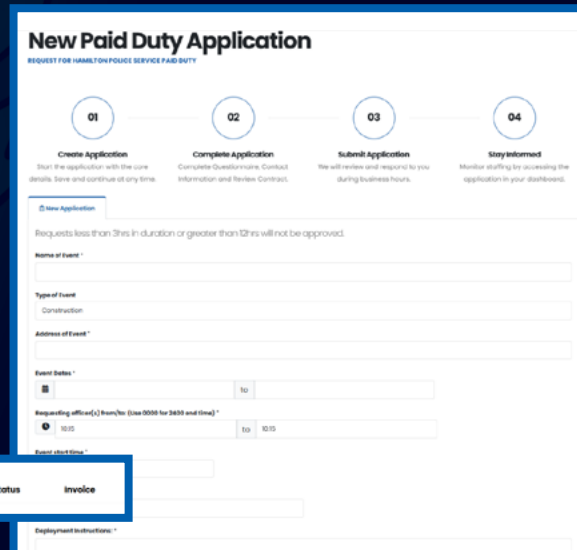 New Paid Duty Application
REQUEST FOR HAMILTON POLICE SERVICE PAID DUTY
01
02
03
04
Create Application
Complete Application
Submit Application
Stay Informed
Start the application with the core
details. Save and continue at any time.
Complete Questionnaire, Contact
Information and Review Contract.
We will review and respond to you
during business hours.
Monitor staffing by accessing the
application in your dashboard.
New Application
Requests less than 3hrs in duration or greater than 12hrs will not be approved.
Name of Event *
Type of Event
Construction
Address of Event *
Event Dates *
to
Requesting officer(s) from/to: (Use 0000 for 2400 end time) *
10:15 to 10:15
Event start time *
Invoice
Deployment Instructions: *